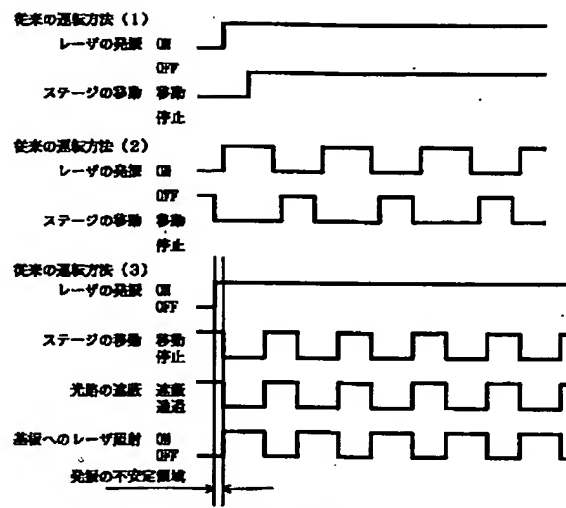 従来の運転方法（1）
レーザの発振 ON
OFF
ステージの移動 移動
停止
従来の運転方法（2）
レーザの発振 ON
OFF
ステージの移動 移動
停止
従来の運転方法（3）
レーザの発振 ON
OFF
ステージの移動 移動
停止
光路の遮蔽 遮蔽
通過
基板へのレーザ照射 ON
OFF
発振の不安定領域